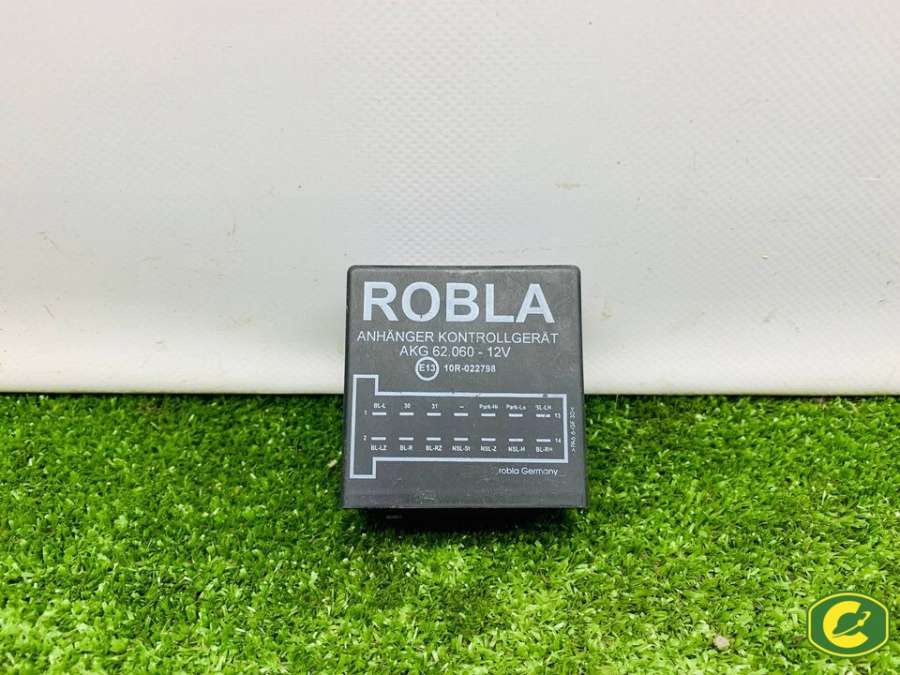 ROBLA
ANHÄNGER KONTROLLGERÄT
AKG 62.060 - 12V
E13 10R-022798
BL-L 30 31 -- Park-Hi Park-Lo SL-LH
1 13
2 14
BL-LZ BL-R BL-RZ NSL-St NSL-Z NSL-H BL-RH
robla Germany